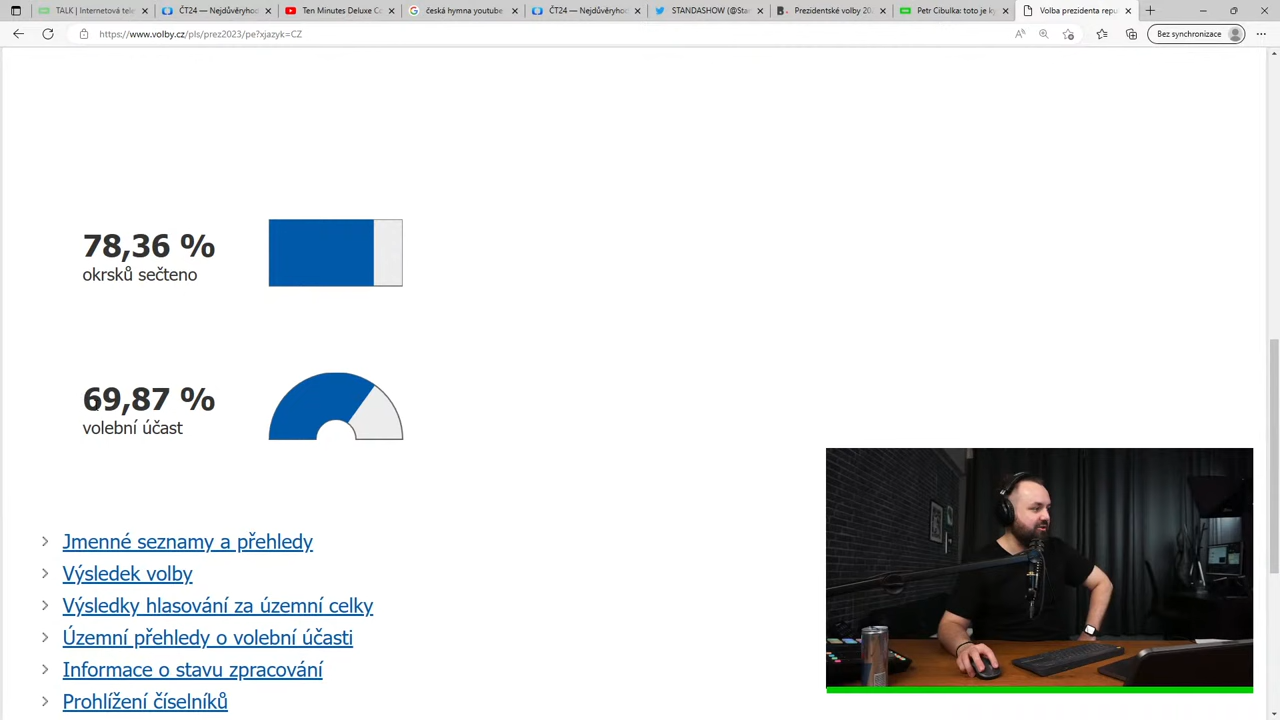 TALK | Internetová tele
ČT24 — Nejdůvěryhoc
Ten Minutes Deluxe C
česká hymna youtube
ČT24 — Nejdůvěryhod
STANDASHOW (@Sta
Prezidentské volby 20
Petr Cibulka: toto je k
Volba prezidenta repu
https://www.volby.cz/pls/prez2023/pe?xjazyk=CZ
Bez synchronizace
78,36 %
okrsků sečteno
69,87 %
volební účast
Jmenné seznamy a přehledy
Výsledek volby
Výsledky hlasování za územní celky
Územní přehledy o volební účasti
Informace o stavu zpracování
Prohlížení číselníků